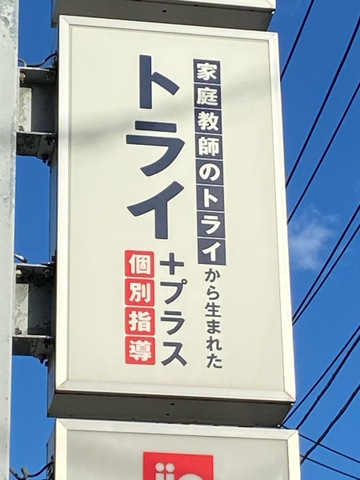 家庭教師のトライから生まれた
トライ+プラス
個別指導